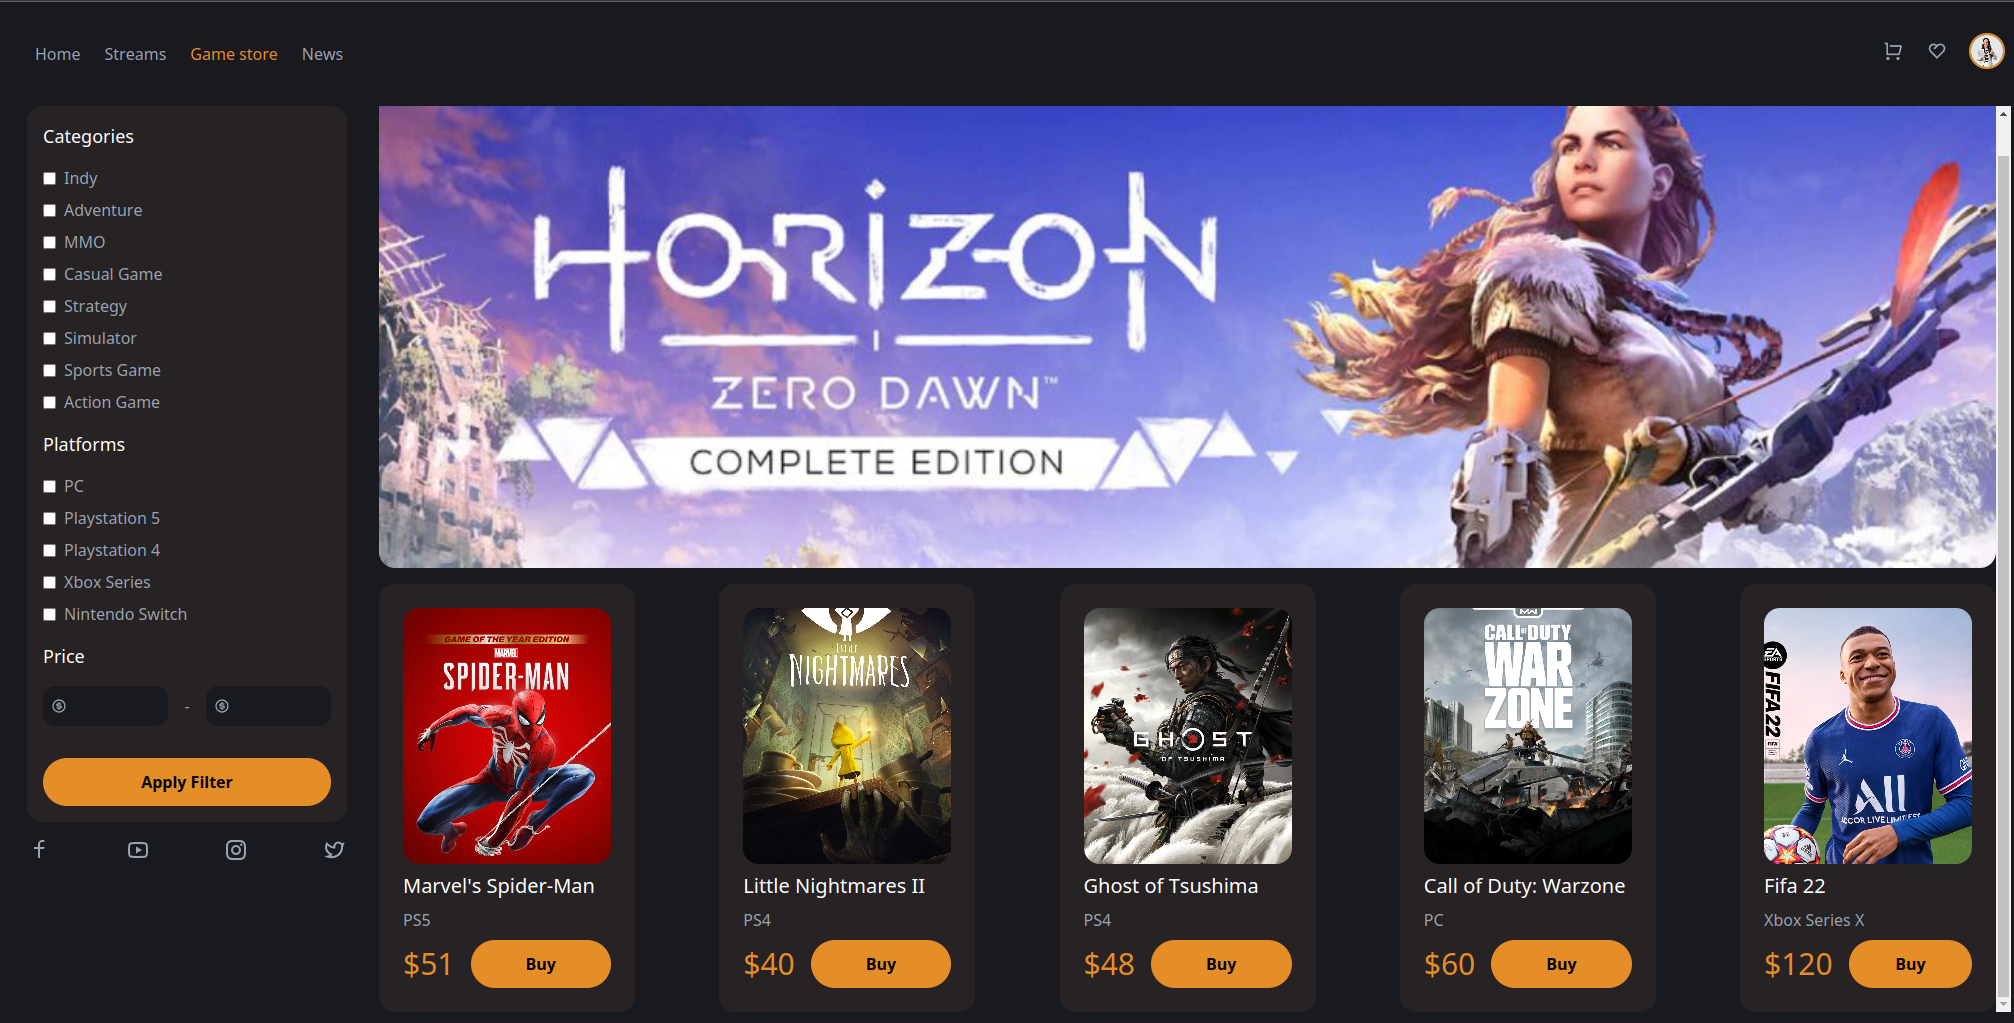 Home Streams Game store News
Categories
Indy
Adventure
MMO
Casual Game
Strategy
Simulator
Sports Game
Action Game
Platforms
PC
Playstation 5
Playstation 4
Xbox Series
Nintendo Switch
Price
-
Apply Filter
HORIZON
ZERO DAWN™
COMPLETE EDITION
GAME OF THE YEAR EDITION
MARVEL
SPIDER-MAN
Marvel's Spider-Man
PS5
$51 Buy
LITTLE
NIGHTMARES
Little Nightmares II
PS4
$40 Buy
GHOST
OF TSUSHIMA
Ghost of Tsushima
PS4
$48 Buy
CALL OF DUTY
WAR
ZONE
Call of Duty: Warzone
PC
$60 Buy
EA
SPORTS
FIFA 22
ALL
ACCOR LIVE LIMITLESS
Fifa 22
Xbox Series X
$120 Buy